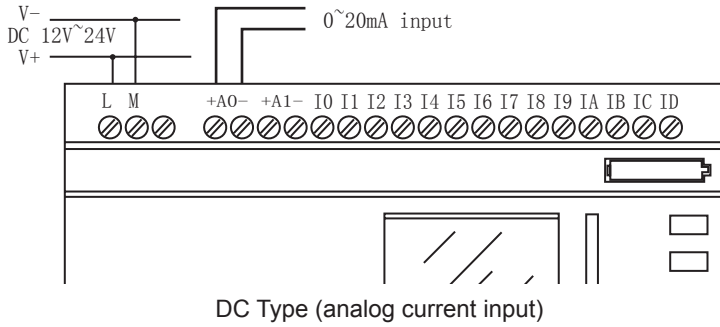 V-
DC 12V~24V
V+
0~20mA input
L M +A0- +A1- I0 I1 I2 I3 I4 I5 I6 I7 I8 I9 IA IB IC ID
DC Type (analog current input)